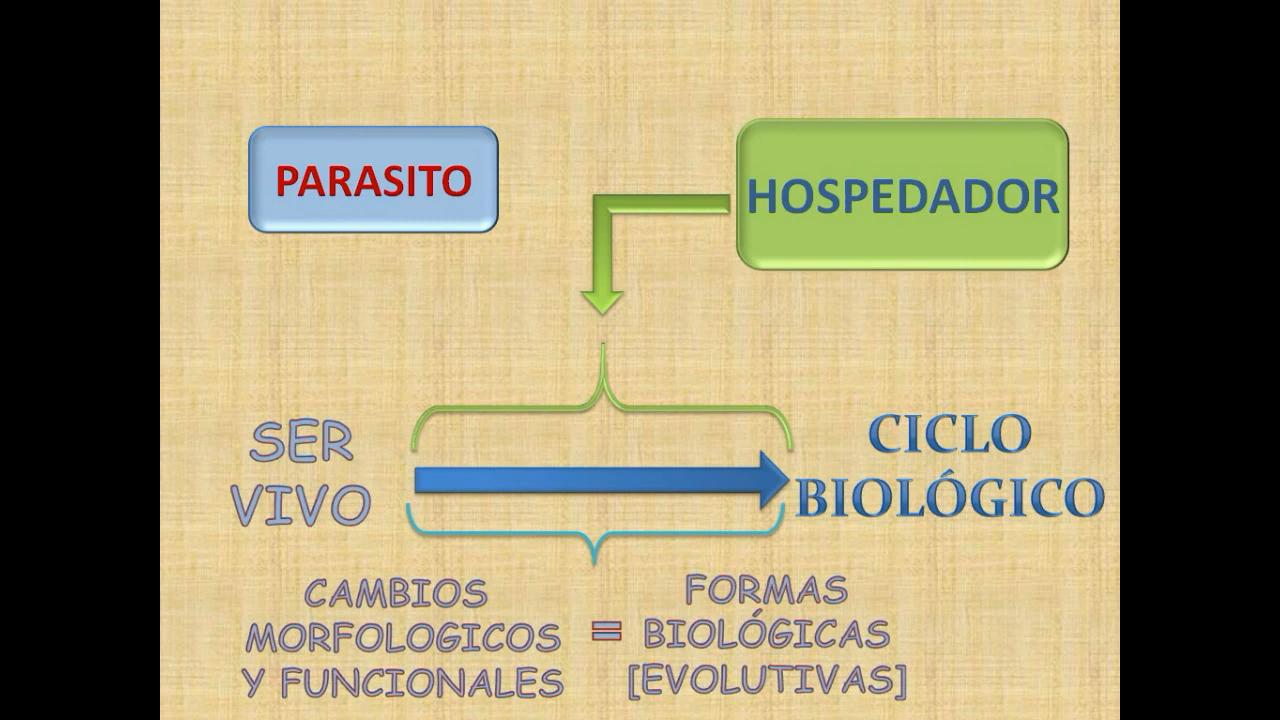 PARASITO
HOSPEDADOR
SER
VIVO
CICLO
BIOLÓGICO
CAMBIOS
MORFOLOGICOS
Y FUNCIONALES
=
FORMAS
BIOLÓGICAS
[EVOLUTIVAS]